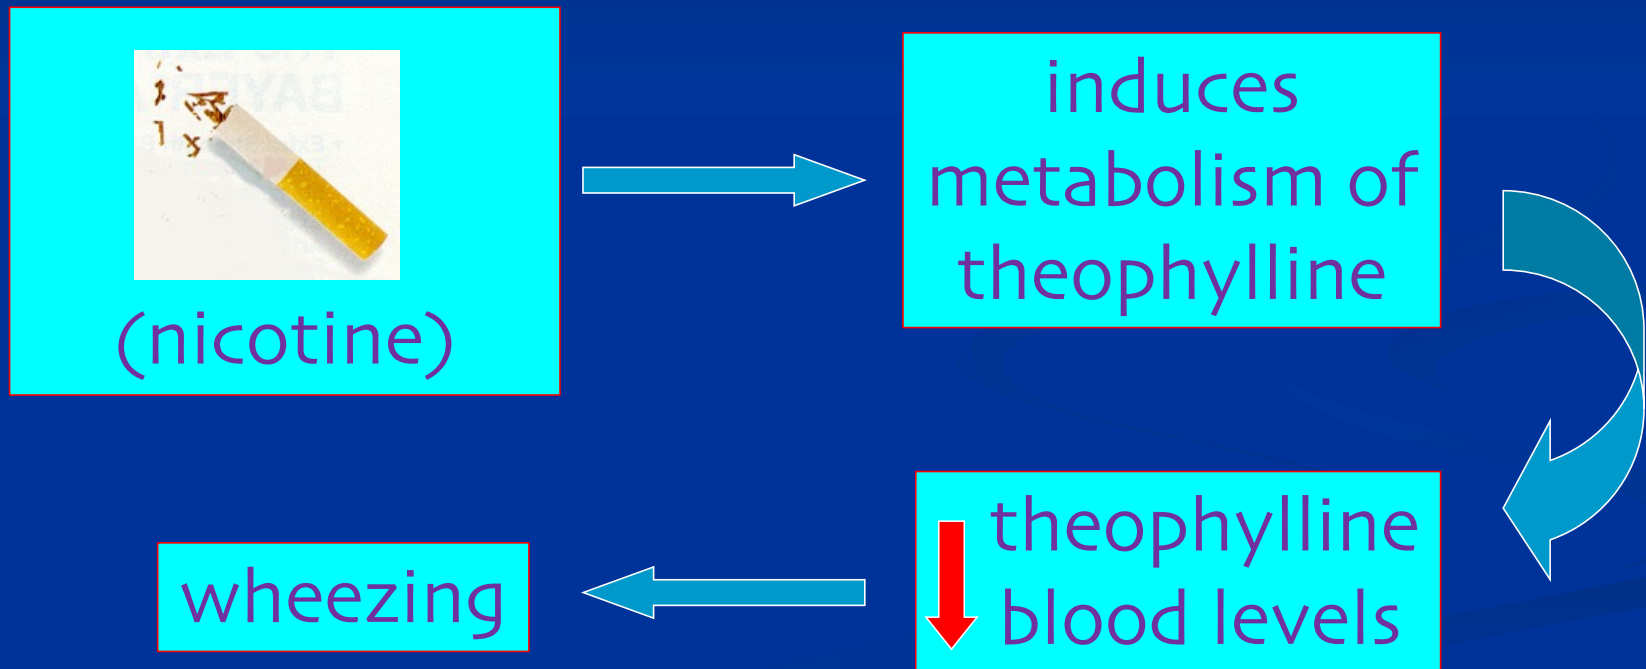 (nicotine)
induces
metabolism of
theophylline
theophylline
blood levels
wheezing